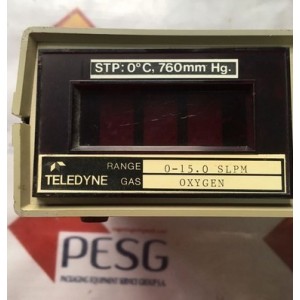 STP: 0°C, 760mm Hg.
RANGE 0-15.0 SLPM
TELEDYNE GAS OXYGEN
PESG